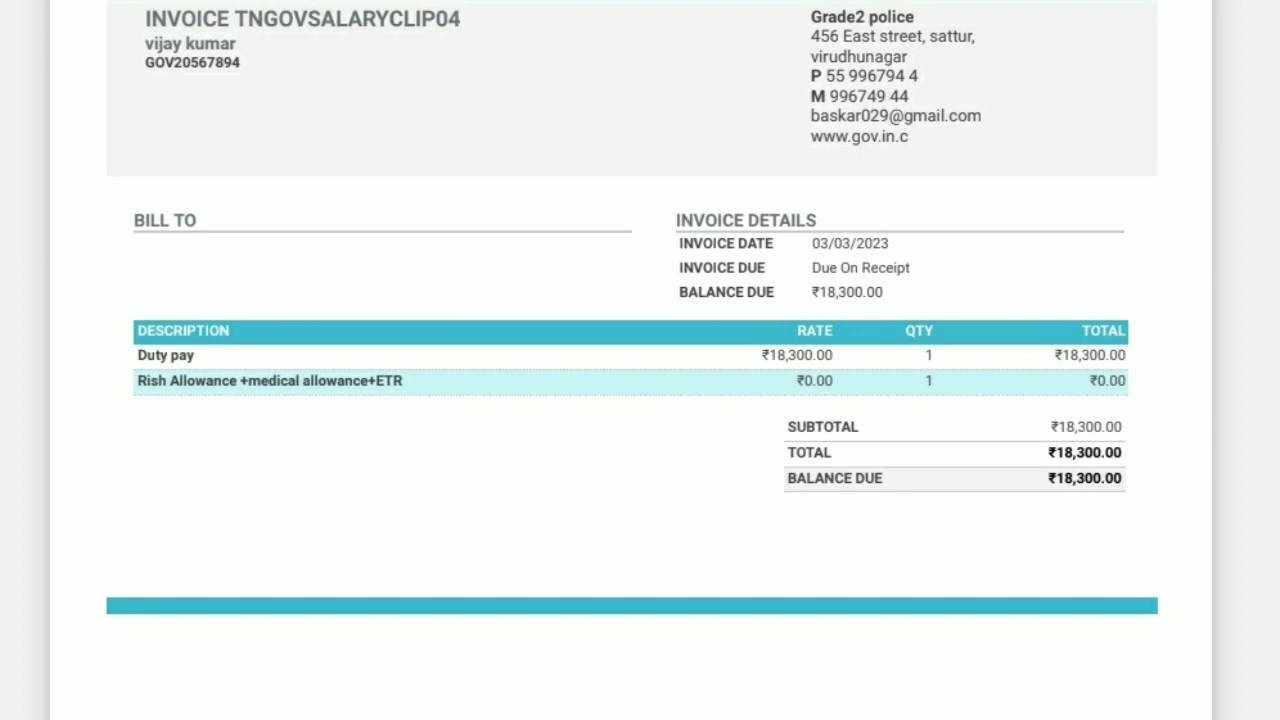 INVOICE TNGOVSALARYCLIP04
vijay kumar
GOV20567894
Grade2 police
456 East street, sattur,
virudhunagar
P 55 996794 4
M 996749 44
baskar029@gmail.com
www.gov.in.c
BILL TO
INVOICE DETAILS
INVOICE DATE 03/03/2023
INVOICE DUE Due On Receipt
BALANCE DUE ₹18,300.00
DESCRIPTION RATE QTY TOTAL
Duty pay ₹18,300.00 1 ₹18,300.00
Rish Allowance +medical allowance+ETR ₹0.00 1 ₹0.00
SUBTOTAL ₹18,300.00
TOTAL ₹18,300.00
BALANCE DUE ₹18,300.00